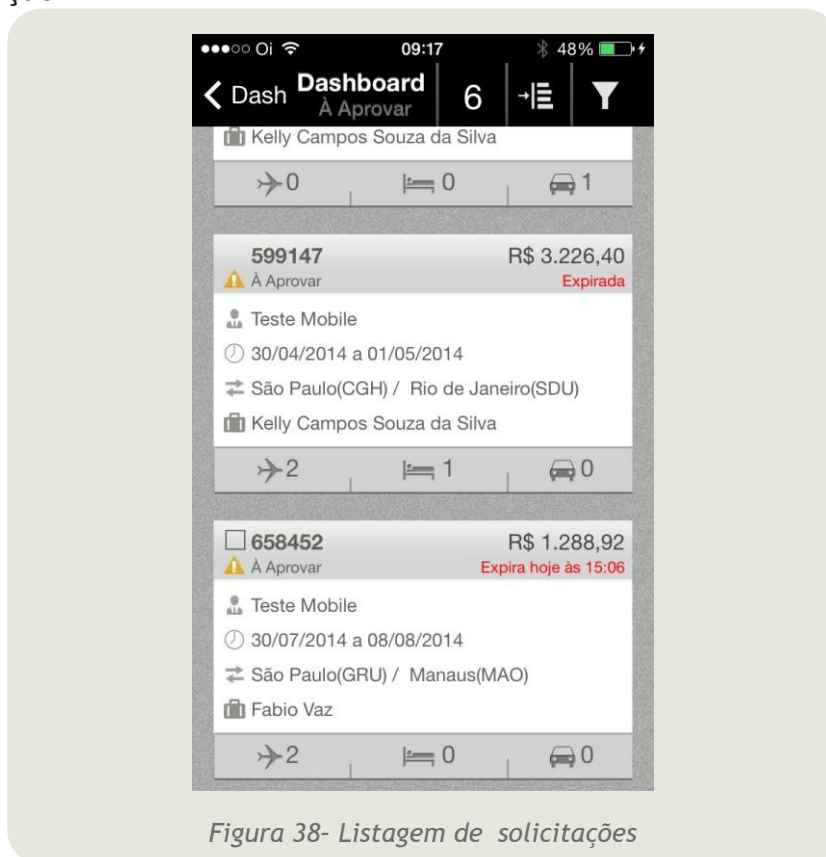 Oi 09:17 48%
Dash Dashboard 6
À Aprovar
Kelly Campos Souza da Silva
0 0 1
599147 R$ 3.226,40
À Aprovar Expirada
Teste Mobile
30/04/2014 a 01/05/2014
São Paulo(CGH) / Rio de Janeiro(SDU)
Kelly Campos Souza da Silva
2 1 0
658452 R$ 1.288,92
À Aprovar Expira hoje às 15:06
Teste Mobile
30/07/2014 a 08/08/2014
São Paulo(GRU) / Manaus(MAO)
Fabio Vaz
2 0 0
Figura 38- Listagem de solicitações